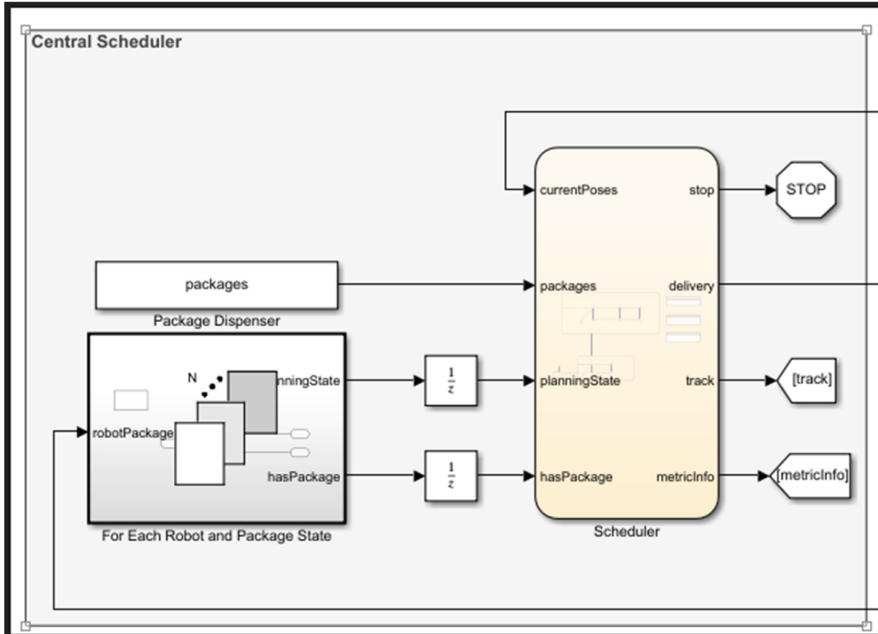 Central Scheduler
currentPoses
stop
STOP
packages
Package Dispenser
packages
delivery
N
nningState
1
z
planningState
track
[track]
robotPackage
hasPackage
1
z
hasPackage
metricInfo
[metricInfo]
For Each Robot and Package State
Scheduler